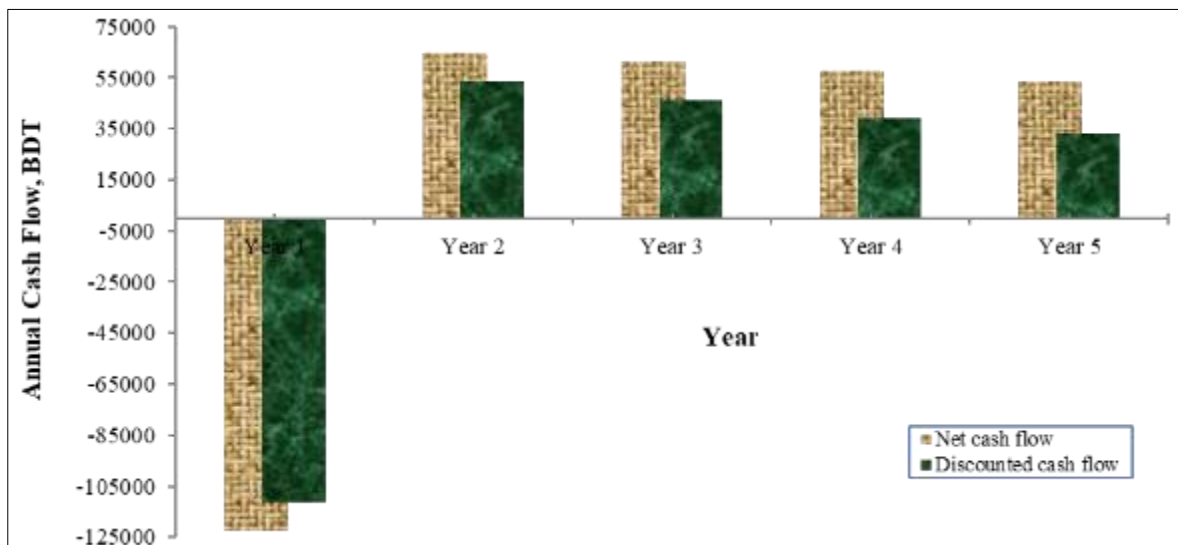 Annual Cash Flow, BDT
75000
55000
35000
15000
-5000
-25000
-45000
-65000
-85000
-105000
-125000
Year 1
Year 2
Year 3
Year 4
Year 5
Year
Net cash flow
Discounted cash flow